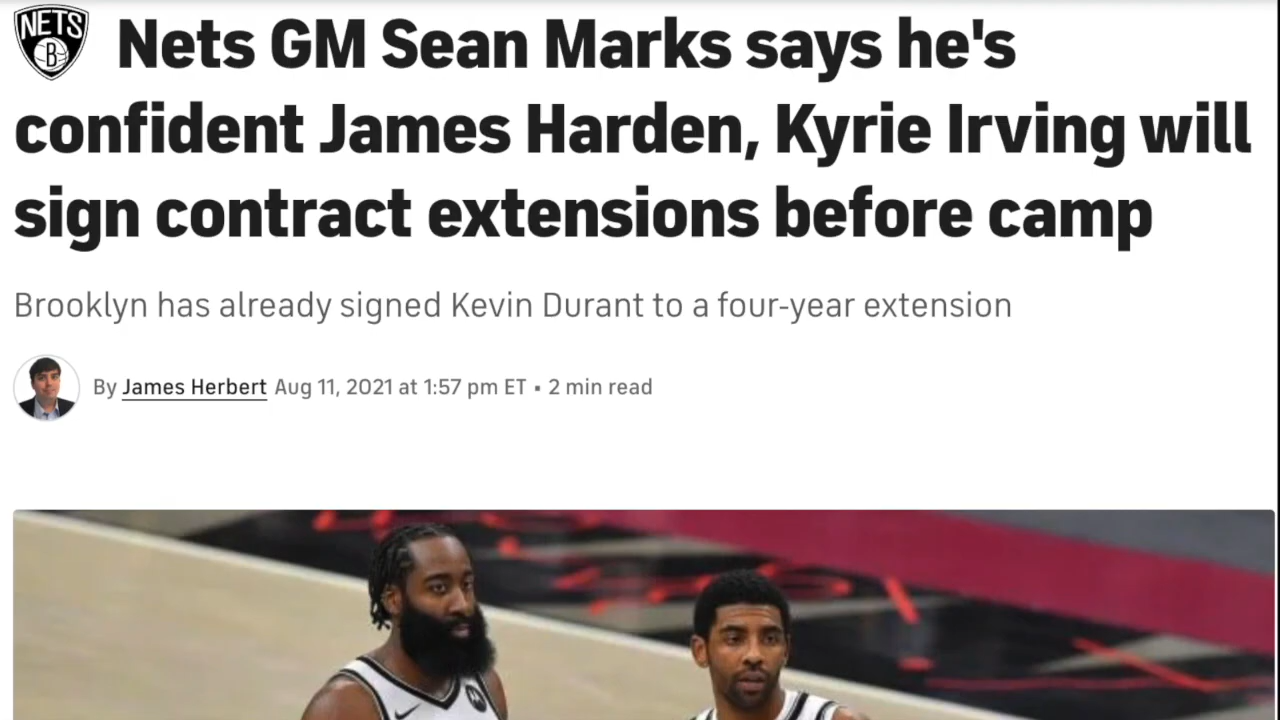 NETS
B
Nets GM Sean Marks says he's
confident James Harden, Kyrie Irving will
sign contract extensions before camp
Brooklyn has already signed Kevin Durant to a four-year extension
By James Herbert Aug 11, 2021 at 1:57 pm ET • 2 min read